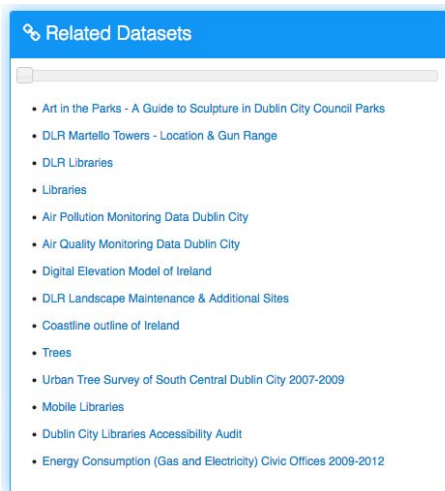 Related Datasets
Art in the Parks - A Guide to Sculpture in Dublin City Council Parks
DLR Martello Towers - Location & Gun Range
DLR Libraries
Libraries
Air Pollution Monitoring Data Dublin City
Air Quality Monitoring Data Dublin City
Digital Elevation Model of Ireland
DLR Landscape Maintenance & Additional Sites
Coastline outline of Ireland
Trees
Urban Tree Survey of South Central Dublin City 2007-2009
Mobile Libraries
Dublin City Libraries Accessibility Audit
Energy Consumption (Gas and Electricity) Civic Offices 2009-2012